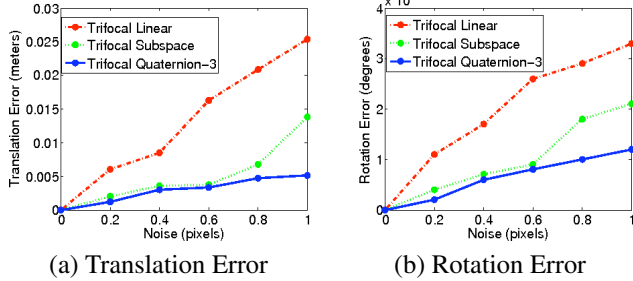 Trifocal Linear
Trifocal Subspace
Trifocal Quaternion-3
Translation Error (meters)
0.03
0.025
0.02
0.015
0.01
0.005
0
0
0.2
0.4
0.6
0.8
1
Noise (pixels)
(a) Translation Error
Trifocal Linear
Trifocal Subspace
Trifocal Quaternion-3
Rotation Error (degrees)
4
3
2
1
0
0
0.2
0.4
0.6
0.8
1
Noise (pixels)
(b) Rotation Error